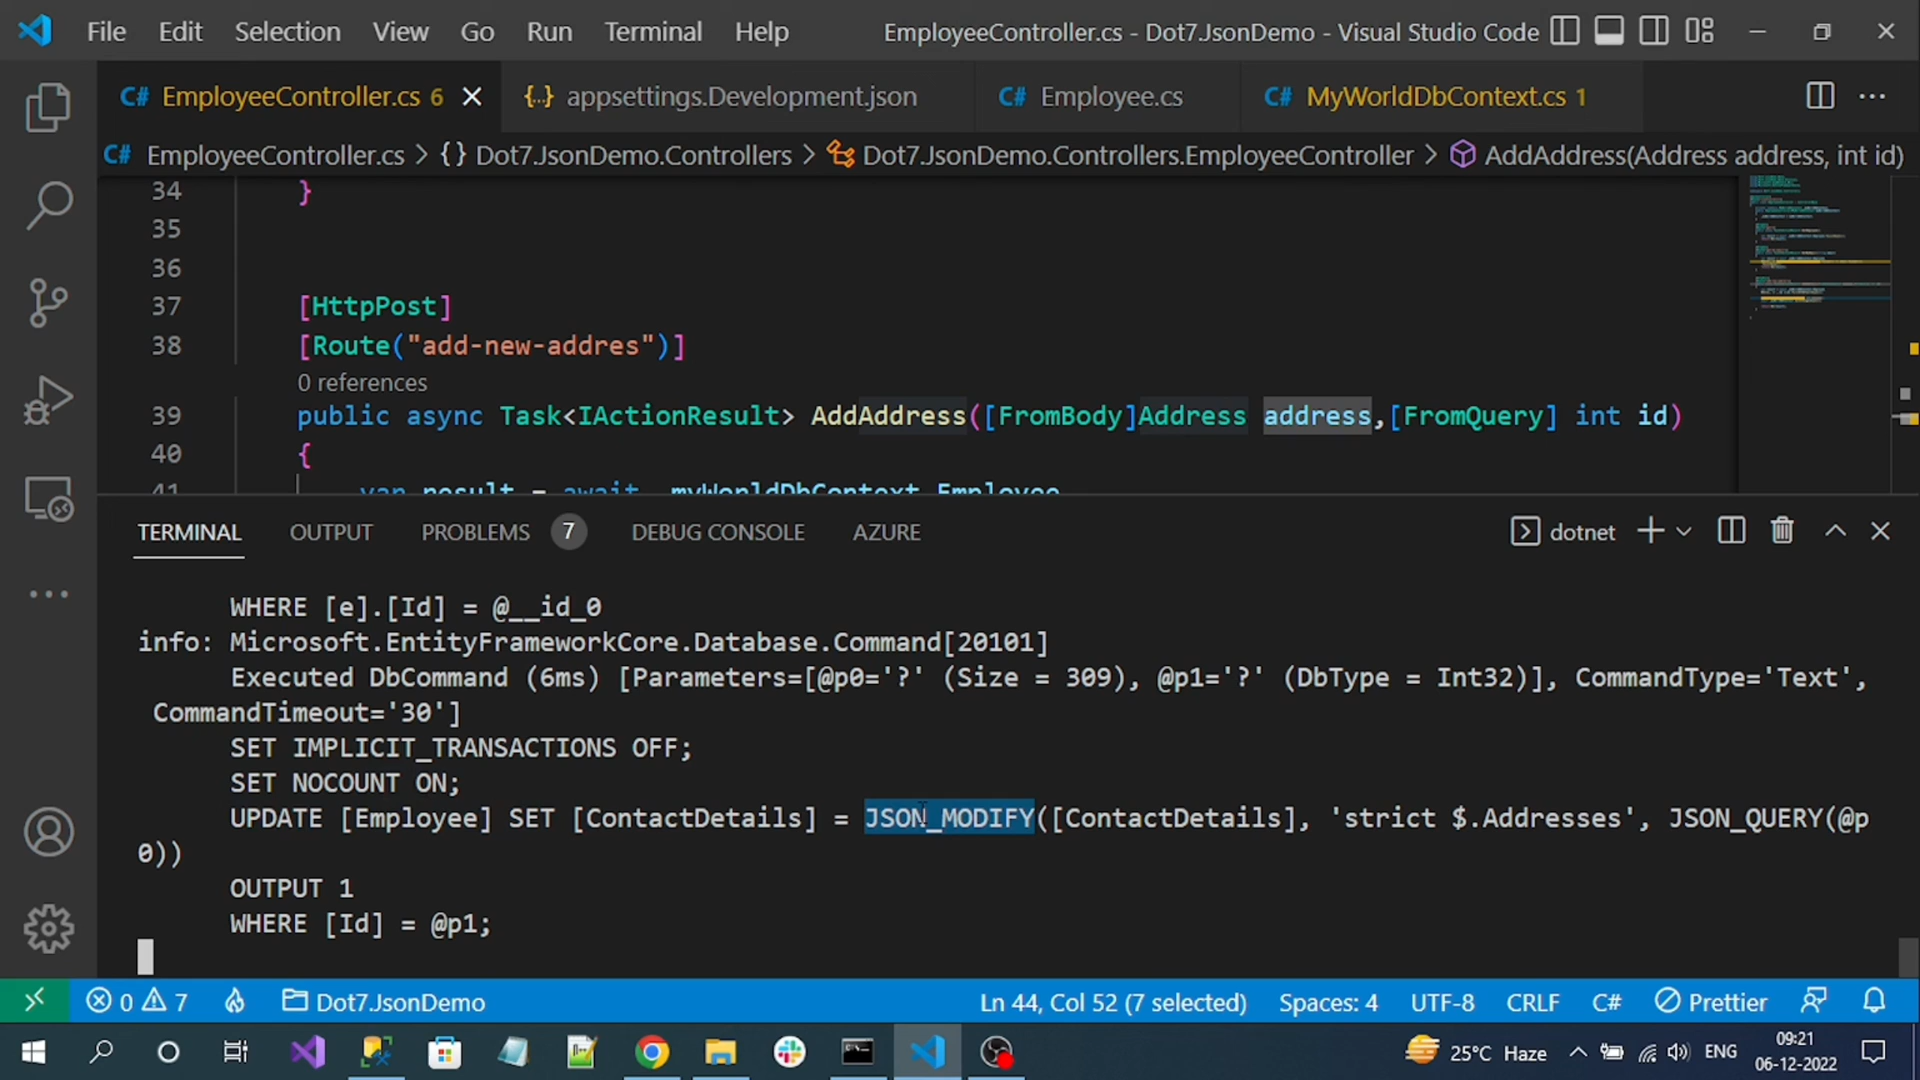 File Edit Selection View Go Run Terminal Help EmployeeController.cs - Dot7.JsonDemo - Visual Studio Code
C# EmployeeController.cs 6 {..} appsettings.Development.json C# Employee.cs C# MyWorldDbContext.cs 1
C# EmployeeController.cs > {} Dot7.JsonDemo.Controllers > Dot7.JsonDemo.Controllers.EmployeeController > AddAddress(Address address, int id)
34 }
35
36
37 [HttpPost]
38 [Route("add-new-addres")]
0 references
39 public async Task<IActionResult> AddAddress([FromBody]Address address,[FromQuery] int id)
40 {
41 var result = await _myWorldDbContext.Employee
TERMINAL OUTPUT PROBLEMS 7 DEBUG CONSOLE AZURE dotnet
WHERE [e].[Id] = @__id_0
info: Microsoft.EntityFrameworkCore.Database.Command[20101]
Executed DbCommand (6ms) [Parameters=[@p0='?' (Size = 309), @p1='?' (DbType = Int32)], CommandType='Text',
CommandTimeout='30']
SET IMPLICIT_TRANSACTIONS OFF;
SET NOCOUNT ON;
UPDATE [Employee] SET [ContactDetails] = JSON_MODIFY([ContactDetails], 'strict $.Addresses', JSON_QUERY(@p
0))
OUTPUT 1
WHERE [Id] = @p1;
0 7 Dot7.JsonDemo Ln 44, Col 52 (7 selected) Spaces: 4 UTF-8 CRLF C# Prettier
25°C Haze ENG 09:21
06-12-2022